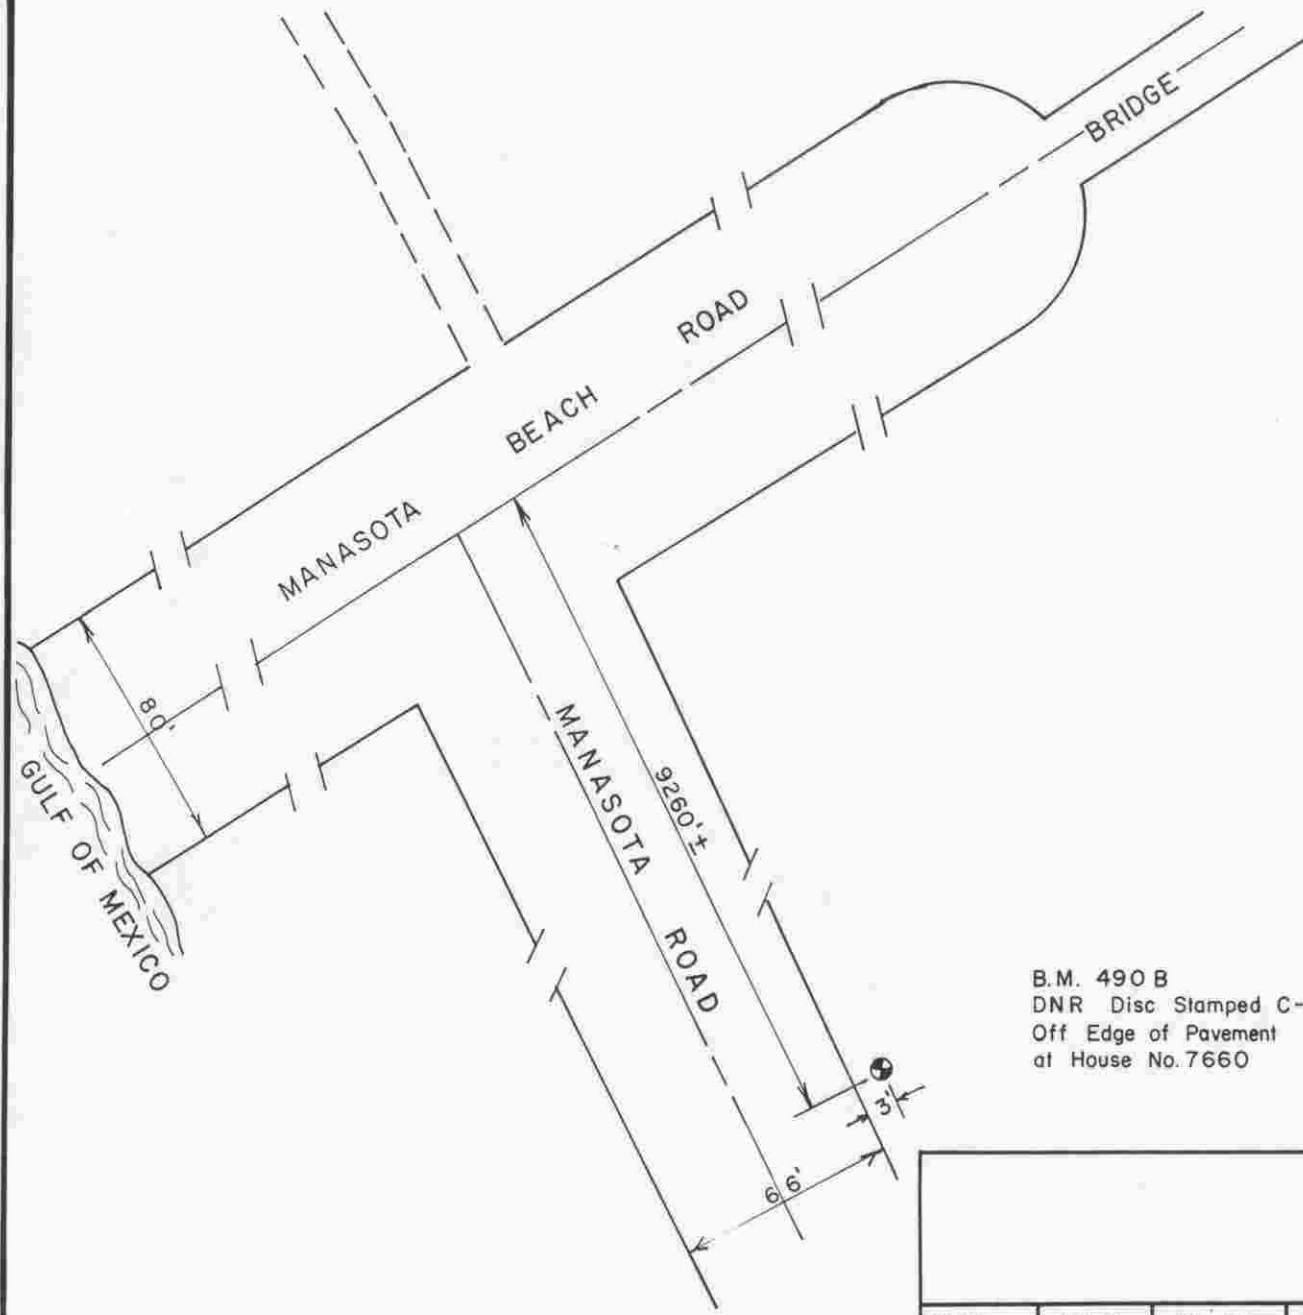 BRIDGE
MANASOTA BEACH ROAD
80'
GULF OF MEXICO
MANASOTA ROAD
9260'±
B.M. 490 B
DNR Disc Stamped C-
Off Edge of Pavement
at House No. 7660
3'
66'